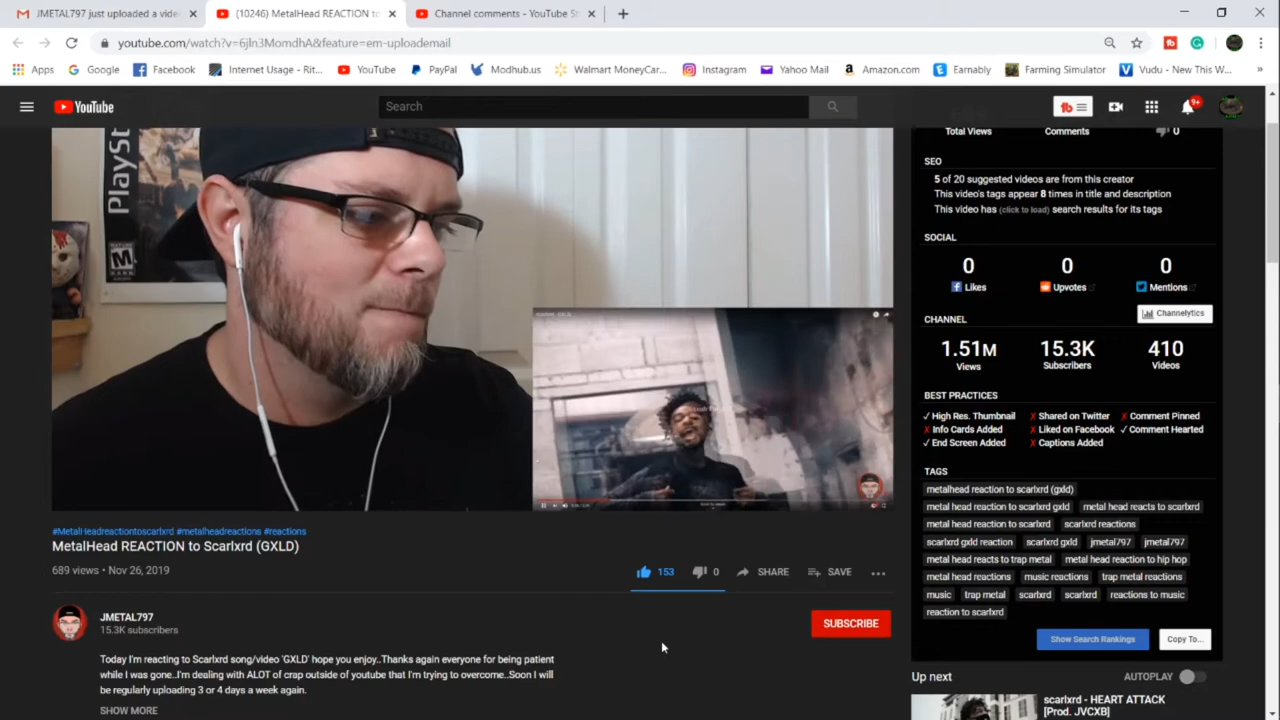 JMETAL797 just uploaded a vide
(10246) MetalHead REACTION to
Channel comments - YouTube St
youtube.com/watch?v=6jln3MomdhA&feature=em-uploademail
Apps
Google
Facebook
Internet Usage - Rit...
YouTube
PayPal
Modhub.us
Walmart MoneyCar...
Instagram
Yahoo Mail
Amazon.com
Earnably
Farming Simulator
Vudu - New This W...
YouTube
Search
9+
PlayStation
MATURE
M
Total Views
Comments
0
SEO
5 of 20 suggested videos are from this creator
This video's tags appear 8 times in title and description
This video has (click to load) search results for its tags
SOCIAL
0
0
0
Likes
Upvotes
Mentions
CHANNEL
Channelytics
1.51M
15.3K
410
Views
Subscribers
Videos
BEST PRACTICES
✓ High Res. Thumbnail
✗ Shared on Twitter
✗ Comment Pinned
✗ Info Cards Added
✗ Liked on Facebook
✓ Comment Hearted
✓ End Screen Added
✗ Captions Added
TAGS
metalhead reaction to scarlxrd (gxld)
metal head reaction to scarlxrd gxld
metal head reacts to scarlxrd
metal head reaction to scarlxrd
scarlxrd reactions
scarlxrd gxld reaction
scarlxrd gxld
jmetal797
jmetal797
metal head reacts to trap metal
metal head reaction to hip hop
metal head reactions
music reactions
trap metal reactions
music
trap metal
scarlxrd
scarlxrd
reactions to music
reaction to scarlxrd
Show Search Rankings
Copy To...
#MetalHeadreactiontoscarlxrd #metalheadreactions #reactions
MetalHead REACTION to Scarlxrd (GXLD)
689 views • Nov 26, 2019
153
0
SHARE
SAVE
JMETAL797
15.3K subscribers
SUBSCRIBE
Today I'm reacting to Scarlxrd song/video 'GXLD' hope you enjoy..Thanks again everyone for being patient
while I was gone..I'm dealing with ALOT of crap outside of youtube that I'm trying to overcome..Soon I will
be regularly uploading 3 or 4 days a week again.
SHOW MORE
Up next
AUTOPLAY
scarlxrd - HEART ATTACK
[Prod. JVCXB]